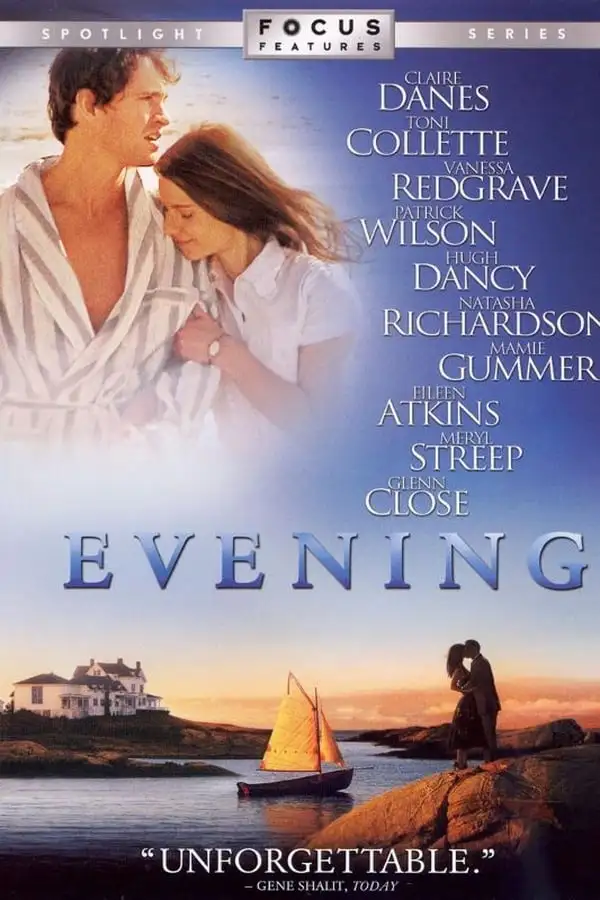 SPOTLIGHT FOCUS FEATURES SERIES
CLAIRE
DANES
TONI
COLLETTE
VANESSA
REDGRAVE
PATRICK
WILSON
HUGH
DANCY
NATASHA
RICHARDSON
MAMIE
GUMMER
EILEEN
ATKINS
MERYL
STREEP
GLENN
CLOSE
EVENING
“UNFORGETTABLE.”
– GENE SHALIT, TODAY